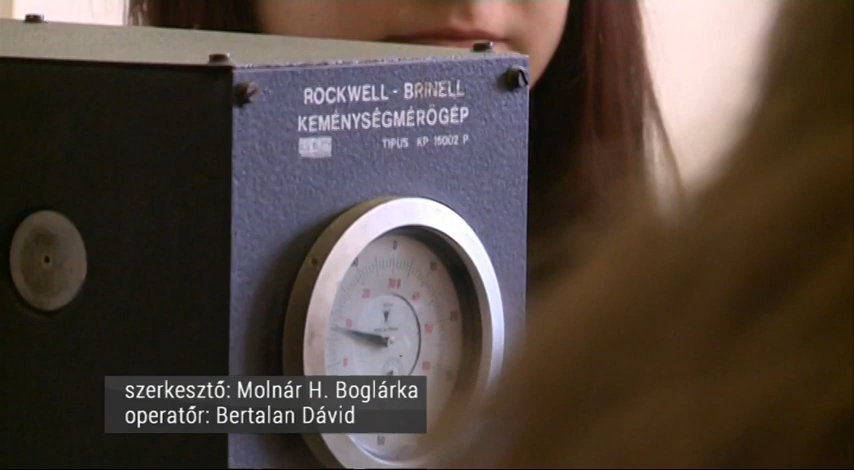 ROCKWELL - BRINELL
KEMÉNYSÉGMÉRŐGÉP
TIPUS KP 15002 P
szerkesztő: Molnár H. Boglárka
operatőr: Bertalan Dávid